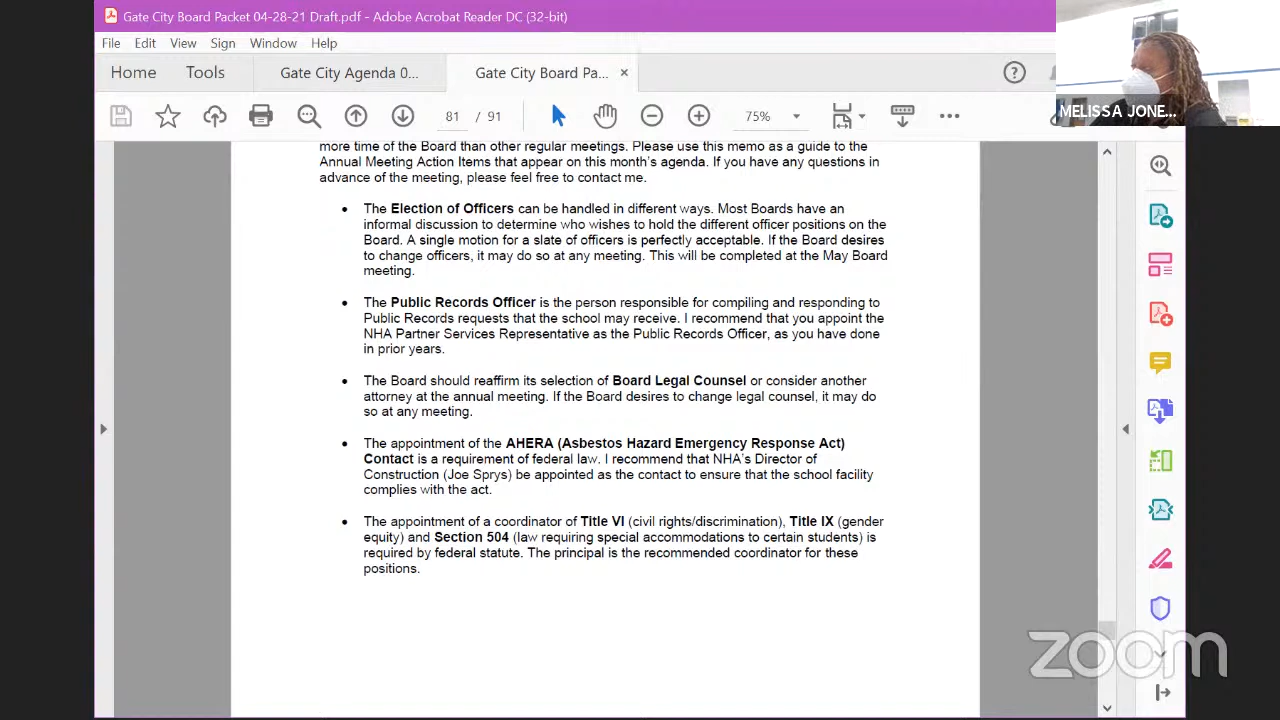 Gate City Board Packet 04-28-21 Draft.pdf - Adobe Acrobat Reader DC (32-bit)
File Edit View Sign Window Help
Home Tools Gate City Agenda 0... Gate City Board Pa... ×
81 / 91 75%
MELISSA JONE...
more time of the Board than other regular meetings. Please use this memo as a guide to the
Annual Meeting Action Items that appear on this month's agenda. If you have any questions in
advance of the meeting, please feel free to contact me.
• The Election of Officers can be handled in different ways. Most Boards have an
informal discussion to determine who wishes to hold the different officer positions on the
Board. A single motion for a slate of officers is perfectly acceptable. If the Board desires
to change officers, it may do so at any meeting. This will be completed at the May Board
meeting.
• The Public Records Officer is the person responsible for compiling and responding to
Public Records requests that the school may receive. I recommend that you appoint the
NHA Partner Services Representative as the Public Records Officer, as you have done
in prior years.
• The Board should reaffirm its selection of Board Legal Counsel or consider another
attorney at the annual meeting. If the Board desires to change legal counsel, it may do
so at any meeting.
• The appointment of the AHERA (Asbestos Hazard Emergency Response Act)
Contact is a requirement of federal law. I recommend that NHA's Director of
Construction (Joe Sprys) be appointed as the contact to ensure that the school facility
complies with the act.
• The appointment of a coordinator of Title VI (civil rights/discrimination), Title IX (gender
equity) and Section 504 (law requiring special accommodations to certain students) is
required by federal statute. The principal is the recommended coordinator for these
positions.
zoom